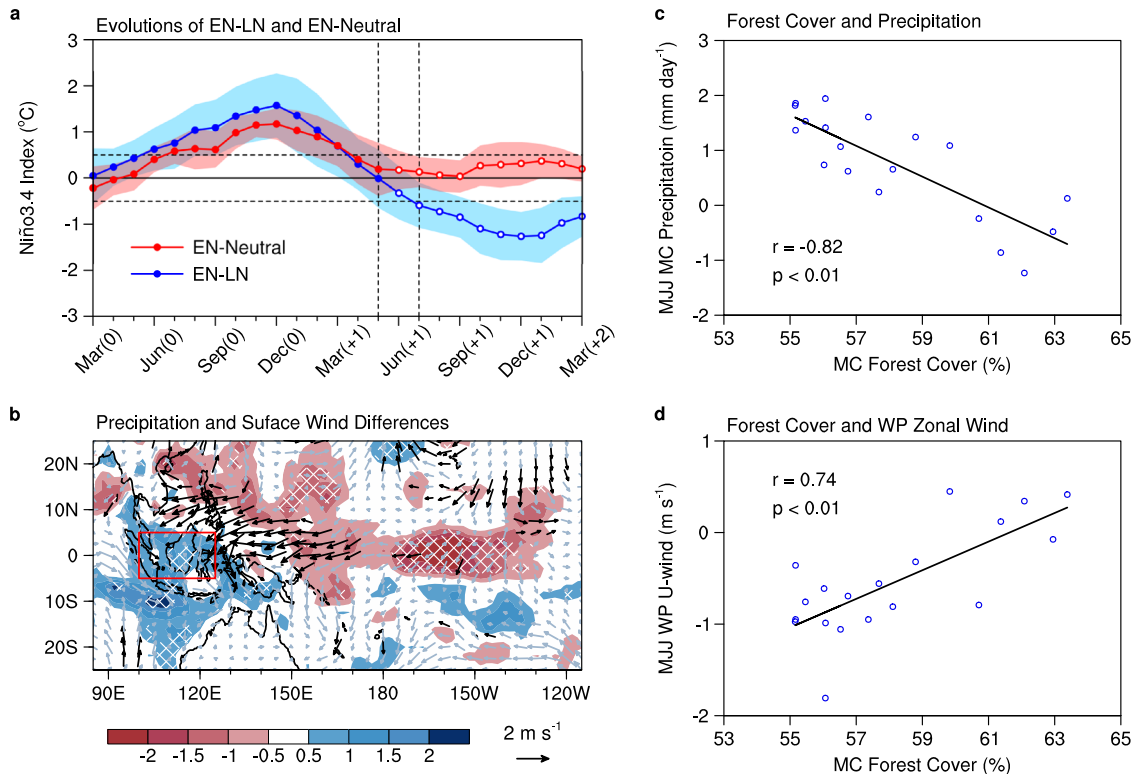 a
Evolutions of EN-LN and EN-Neutral
Niño3.4 Index (°C)
3
2
1
0
-1
-2
-3
EN-Neutral
EN-LN
Mar(0)
Jun(0)
Sep(0)
Dec(0)
Mar(+1)
Jun(+1)
Sep(+1)
Dec(+1)
Mar(+2)
b
Precipitation and Suface Wind Differences
20N
10N
0
10S
20S
90E 120E 150E 180 150W 120W
-2 -1.5 -1 -0.5 0.5 1 1.5 2
2 m s⁻¹
c
Forest Cover and Precipitation
MJJ MC Precipitatoin (mm day⁻¹)
3
2
1
0
-1
-2
r = -0.82
p < 0.01
53 55 57 59 61 63 65
MC Forest Cover (%)
d
Forest Cover and WP Zonal Wind
MJJ WP U-wind (m s⁻¹)
1
0
-1
-2
r = 0.74
p < 0.01
53 55 57 59 61 63 65
MC Forest Cover (%)